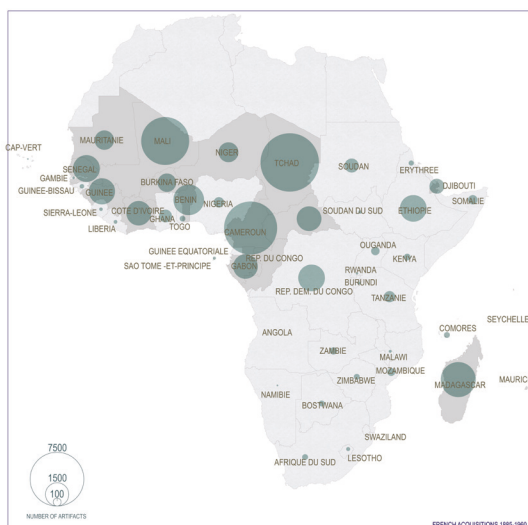 MAURITANIE
MALI
NIGER
TCHAD
CAP-VERT
SENEGAL
SOUDAN
ERYTHREE
GAMBIE
BURKINA FASO
DJIBOUTI
GUINEE-BISSAU
GUINEE
BENIN
NIGERIA
SOMALIE
SIERRA-LEONE
COTE D'IVOIRE
GHANA
SOUDAN DU SUD
ETHIOPIE
LIBERIA
TOGO
CAMEROUN
GUINEE EQUATORIALE
REP. DU CONGO
OUGANDA
KENYA
SAO TOME -ET-PRINCIPE
GABON
RWANDA
BURUNDI
REP. DEM. DU CONGO
TANZANIE
SEYCHELLE
ANGOLA
COMORES
ZAMBIE
MALAWI
MOZAMBIQUE
ZIMBABWE
MADAGASCAR
MAURIC
NAMIBIE
BOSTWANA
SWAZILAND
LESOTHO
AFRIQUE DU SUD
7500
1500
100
NUMBER OF ARTIFACTS
FRENCH ACQUISITIONS 1885-1960